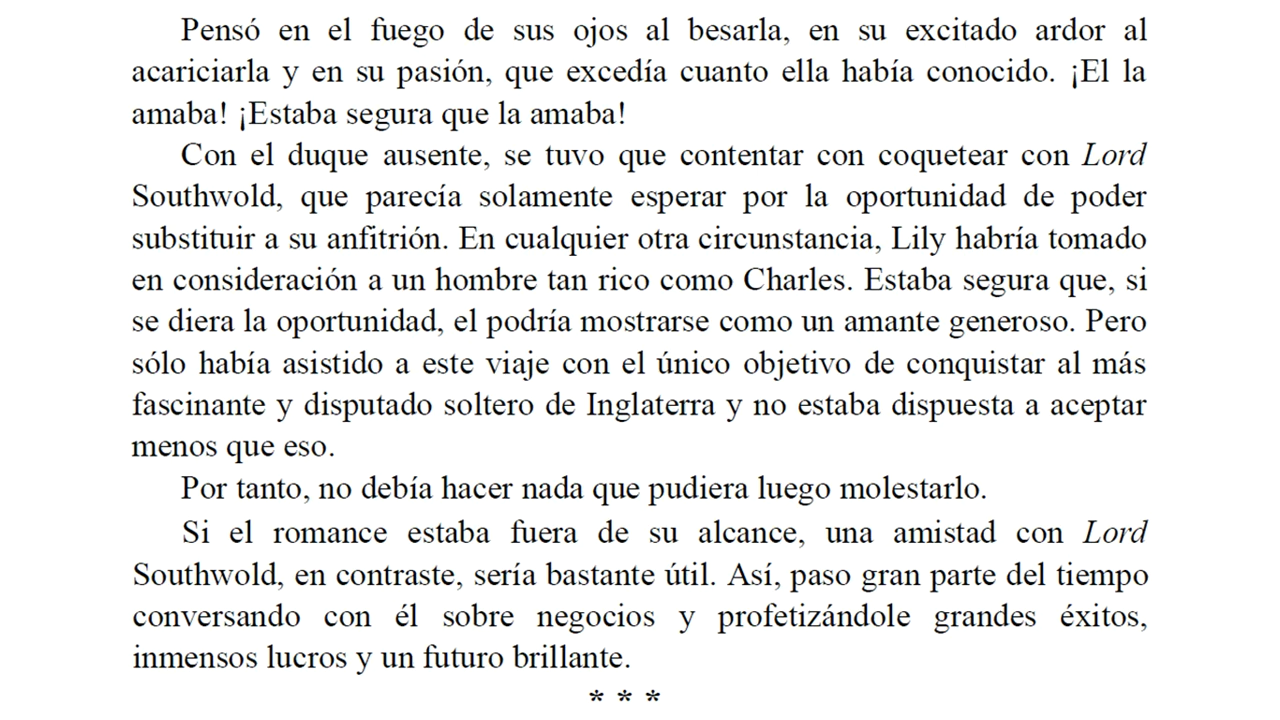 Pensó en el fuego de sus ojos al besarla, en su excitado ardor al
acariciarla y en su pasión, que excedía cuanto ella había conocido. ¡El la
amaba! ¡Estaba segura que la amaba!
Con el duque ausente, se tuvo que contentar con coquetear con Lord
Southwold, que parecía solamente esperar por la oportunidad de poder
substituir a su anfitrión. En cualquier otra circunstancia, Lily habría tomado
en consideración a un hombre tan rico como Charles. Estaba segura que, si
se diera la oportunidad, el podría mostrarse como un amante generoso. Pero
sólo había asistido a este viaje con el único objetivo de conquistar al más
fascinante y disputado soltero de Inglaterra y no estaba dispuesta a aceptar
menos que eso.
Por tanto, no debía hacer nada que pudiera luego molestarlo.
Si el romance estaba fuera de su alcance, una amistad con Lord
Southwold, en contraste, sería bastante útil. Así, paso gran parte del tiempo
conversando con él sobre negocios y profetizándole grandes éxitos,
inmensos lucros y un futuro brillante.
* * *